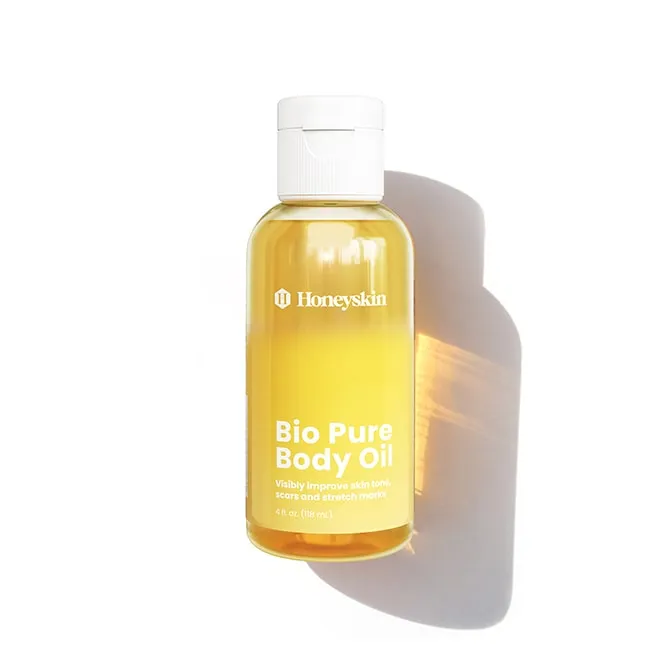 Honeyskin
Bio Pure
Body Oil
Visibly improve skin tone,
scars and stretch marks
4 fl. oz. (118 mL)